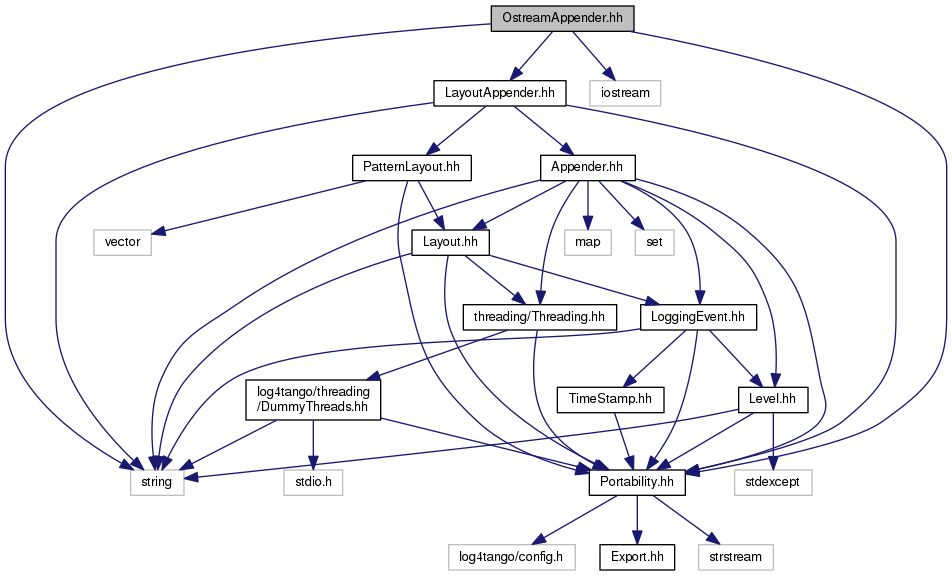 OstreamAppender.hh
LayoutAppender.hh
iostream
PatternLayout.hh
Appender.hh
vector
Layout.hh
map
set
threading/Threading.hh
LoggingEvent.hh
log4tango/threading
/DummyThreads.hh
TimeStamp.hh
Level.hh
string
stdio.h
Portability.hh
stdexcept
log4tango/config.h
Export.hh
strstream